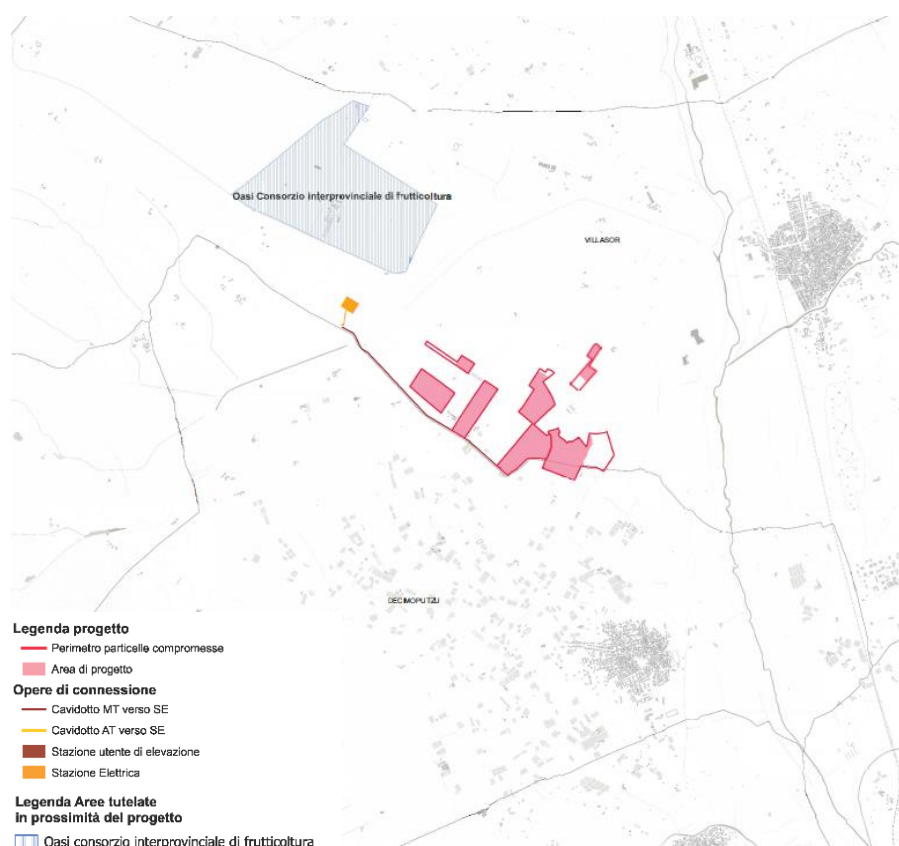 Oasi Consorzio interprovinciale di frutticoltura
VILLASOR
DECIMOPUTZU
Legenda progetto
Perimetro particelle compromesse
Area di progetto
Opere di connessione
Cavidotto MT verso SE
Cavidotto AT verso SE
Stazione utente di elevazione
Stazione Elettrica
Legenda Aree tutelate
in prossimità del progetto
Oasi consorzio interprovinciale di frutticoltura